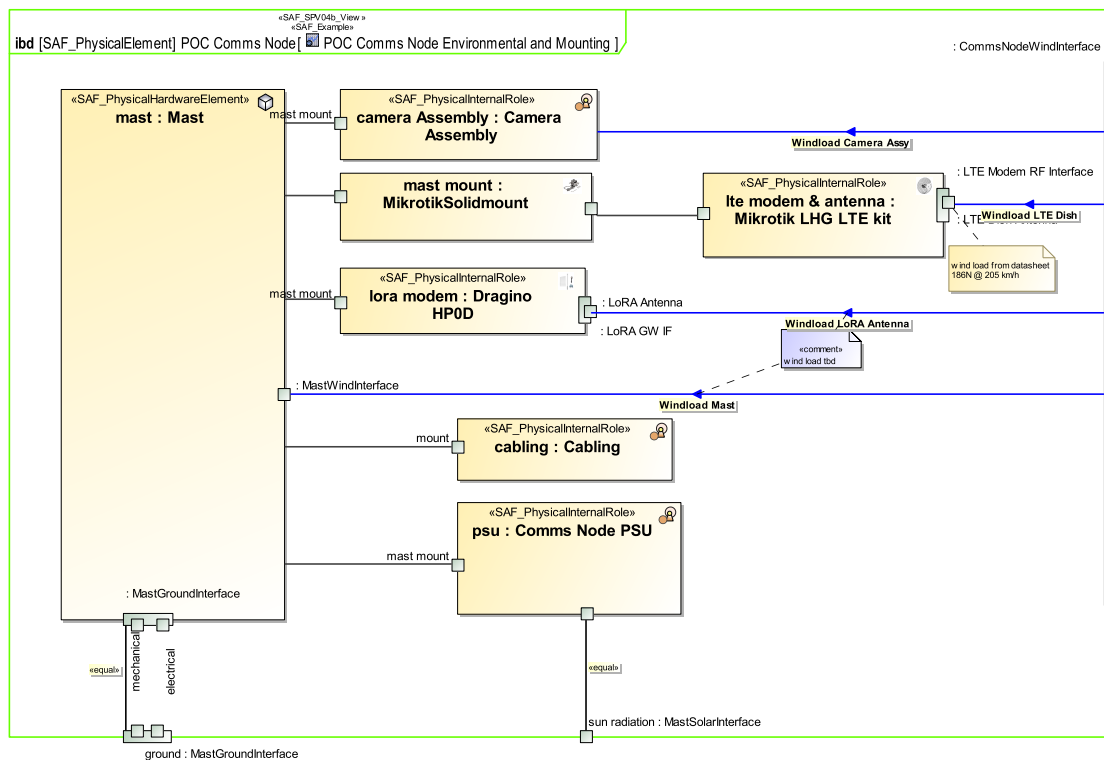 «SAF_SPV04b_View »
«SAF_Example»
ibd [SAF_PhysicalElement] POC Comms Node[ POC Comms Node Environmental and Mounting ]
: CommsNodeWindInterface
«SAF_PhysicalHardwareElement»
mast : Mast
mast mount
«SAF_PhysicalInternalRole»
camera Assembly : Camera
Assembly
Windload Camera Assy
mast mount :
MikrotikSolidmount
«SAF_PhysicalInternalRole»
lte modem & antenna :
Mikrotik LHG LTE kit
: LTE Modem RF Interface
Windload LTE Dish
wind load from datasheet
186N @ 205 km/h
mast mount
«SAF_PhysicalInternalRole»
lora modem : Dragino
HP0D
: LoRA Antenna
: LoRA GW IF
Windload LoRA Antenna
«comment»
wind load tbd
: MastWindInterface
Windload Mast
mount
«SAF_PhysicalInternalRole»
cabling : Cabling
mast mount
«SAF_PhysicalInternalRole»
psu : Comms Node PSU
: MastGroundInterface
mechanical
electrical
«equal»
«equal»
sun radiation : MastSolarInterface
ground : MastGroundInterface